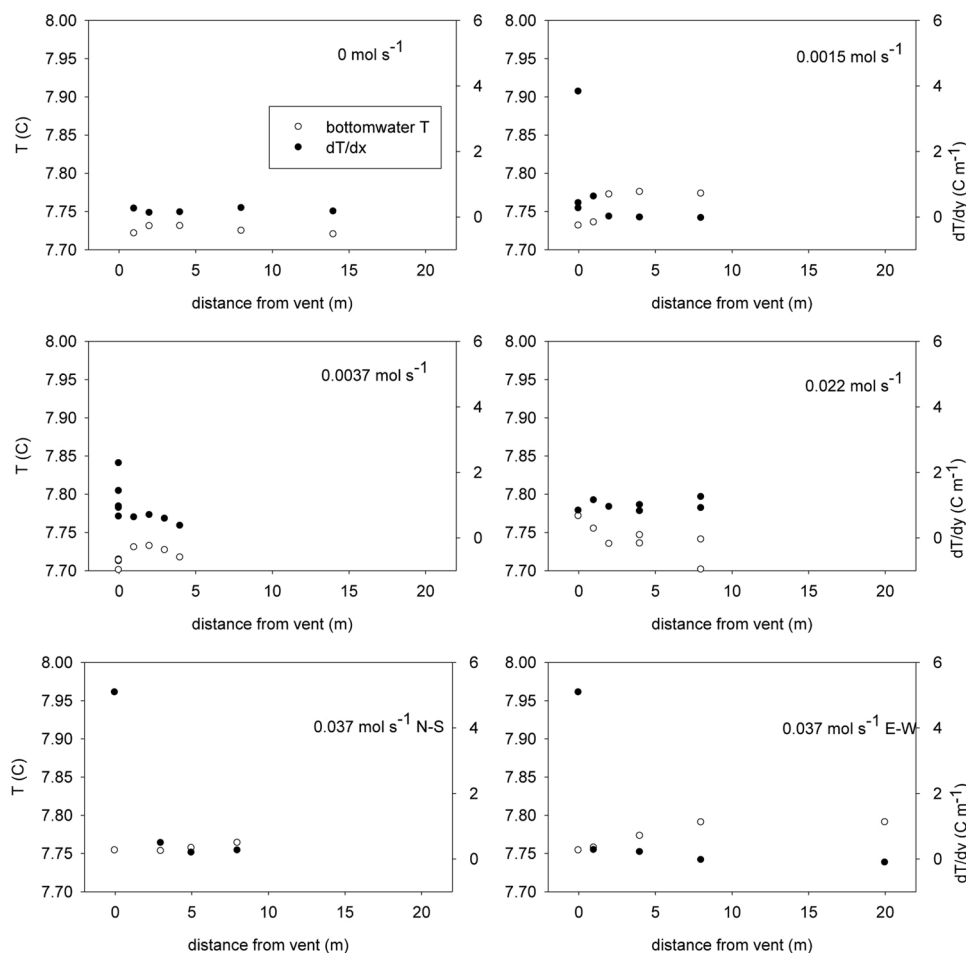 8.00
7.95
7.90
7.85
7.80
7.75
7.70
T (C)
0 mol s-1
bottomwater T
dT/dx
6
4
2
0
0 5 10 15 20
distance from vent (m)
8.00
7.95
7.90
7.85
7.80
7.75
7.70
0.0015 mol s-1
6
4
2
0
dT/dy (C m-1)
0 5 10 15 20
distance from vent (m)
8.00
7.95
7.90
7.85
7.80
7.75
7.70
T (C)
0.0037 mol s-1
6
4
2
0
0 5 10 15 20
distance from vent (m)
8.00
7.95
7.90
7.85
7.80
7.75
7.70
0.022 mol s-1
6
4
2
0
dT/dy (C m-1)
0 5 10 15 20
distance from vent (m)
8.00
7.95
7.90
7.85
7.80
7.75
7.70
T (C)
0.037 mol s-1 N-S
6
4
2
0
0 5 10 15 20
distance from vent (m)
8.00
7.95
7.90
7.85
7.80
7.75
7.70
0.037 mol s-1 E-W
6
4
2
0
dT/dy (C m-1)
0 5 10 15 20
distance from vent (m)